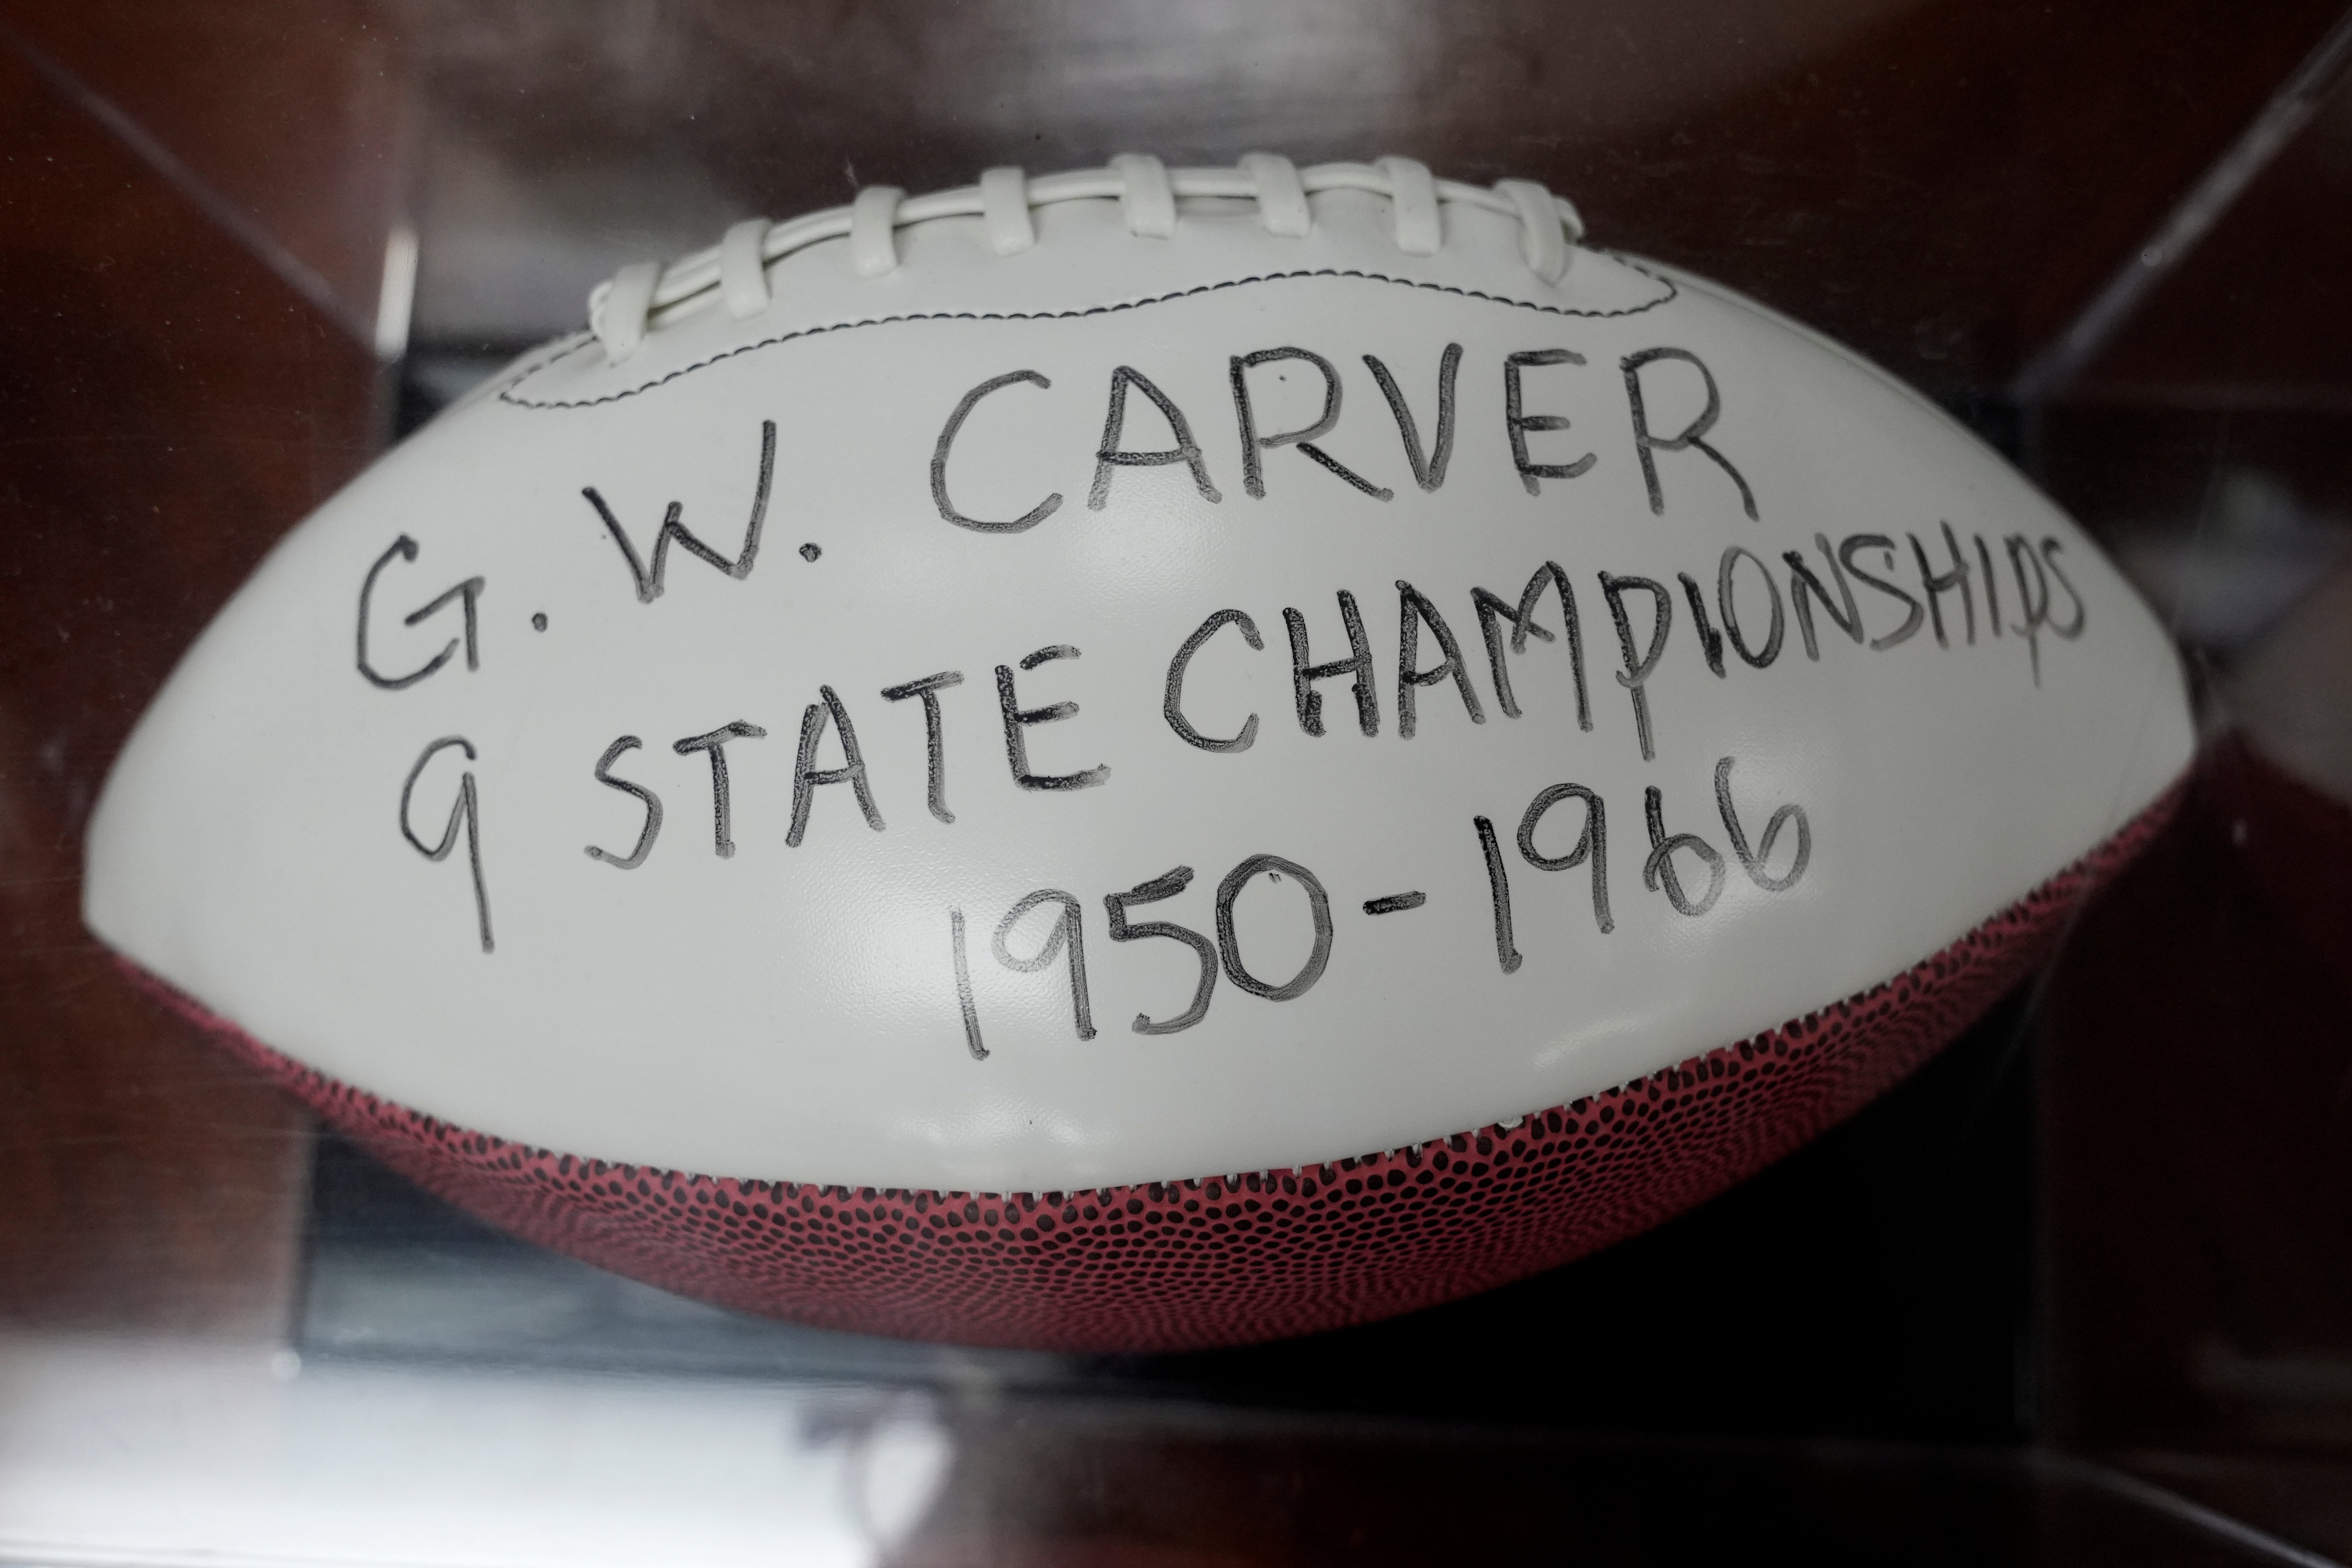 G. W. CARVER
9 STATE CHAMPIONSHIPS
1950-1966